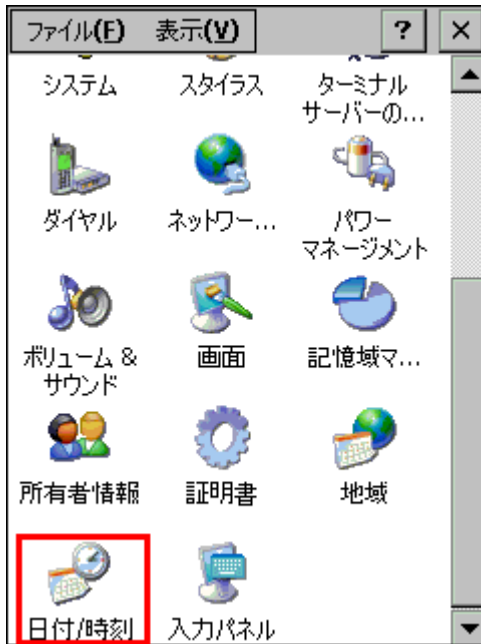 ファイル(F) 表示(V) ? ×
システム スタイラス ターミナル
サーバーの...
ダイヤル ネットワー... パワー
マネージメント
ボリューム & 画面 記憶域マ...
サウンド
所有者情報 証明書 地域
日付/時刻 入力パネル